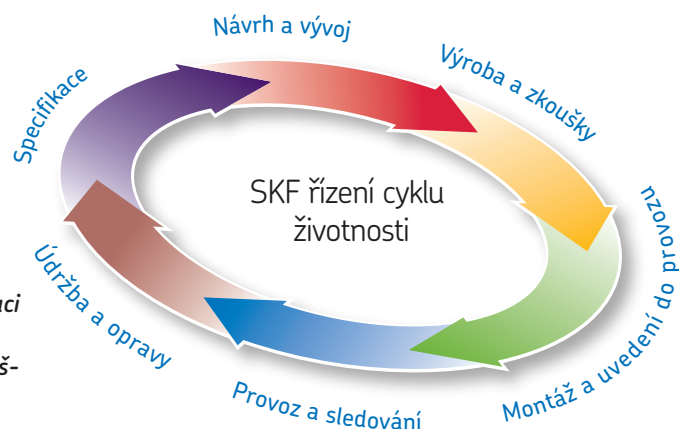 Návrh a vývoj
Výroba a zkoušky
Specifikace
SKF řízení cyklu
životnosti
Montáž a uvedení do provozu
Údržba a opravy
Provoz a sledování